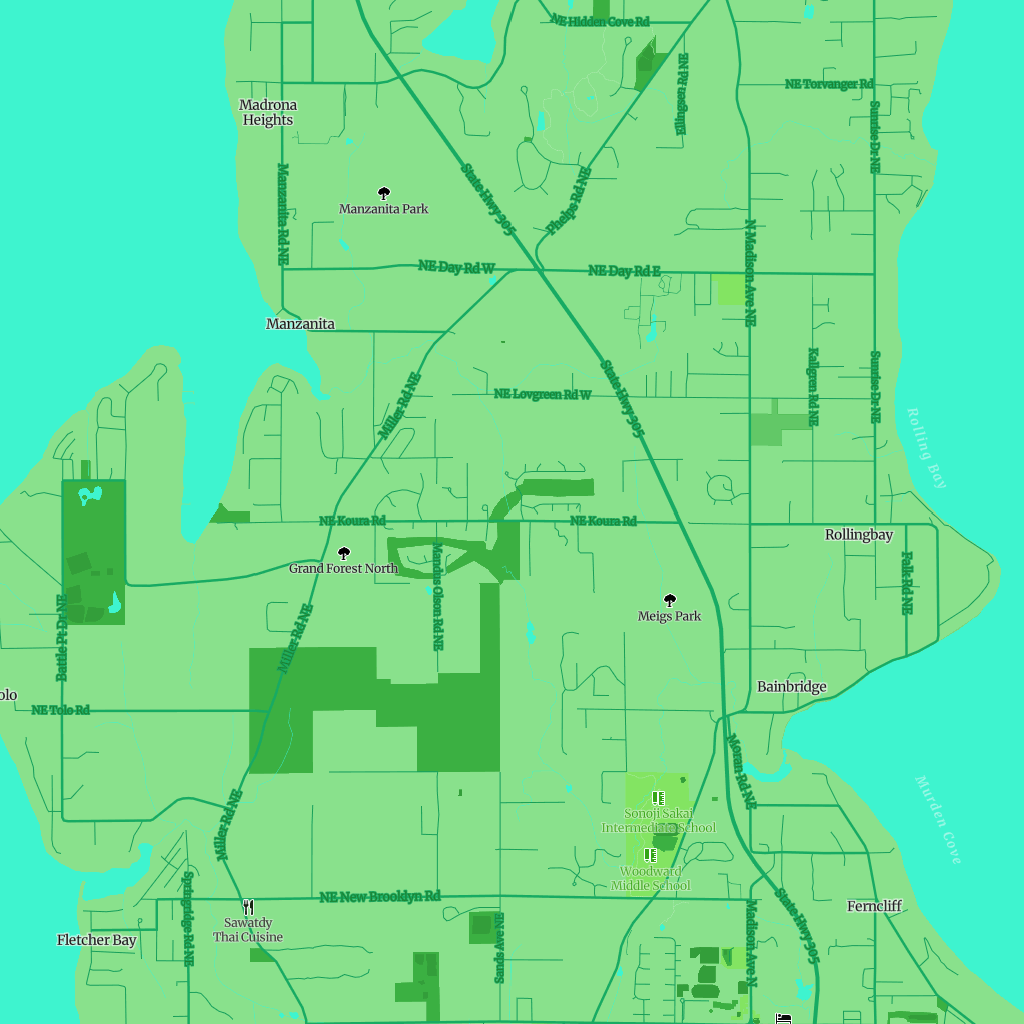 NE Hidden Cove Rd
NE Torvanger Rd
Ellingsen Rd NE
Madrona
Heights
Sunrise Dr NE
Manzanita Rd NE
Manzanita Park
State Hwy 305
Phelps Rd NE
N Madison Ave NE
NE Day Rd W
NE Day Rd E
Manzanita
State Hwy 305
Kallgren Rd NE
Sunrise Dr NE
Miller Rd NE
NE Lovgreen Rd W
Rolling Bay
NE Koura Rd
NE Koura Rd
Rollingbay
Grand Forest North
Mandus Olson Rd NE
Falk Rd NE
Meigs Park
Battle Pt Dr NE
Miller Rd NE
olo
Bainbridge
NE Tolo Rd
Moran Rd NE
Murden Cove
Miller Rd NE
Sonoji Sakai
Intermediate School
Woodward
Middle School
Springridge Rd NE
NE New Brooklyn Rd
Sawatdy
Thai Cuisine
Sands Ave NE
Madison Ave N
State Hwy 305
Ferncliff
Fletcher Bay